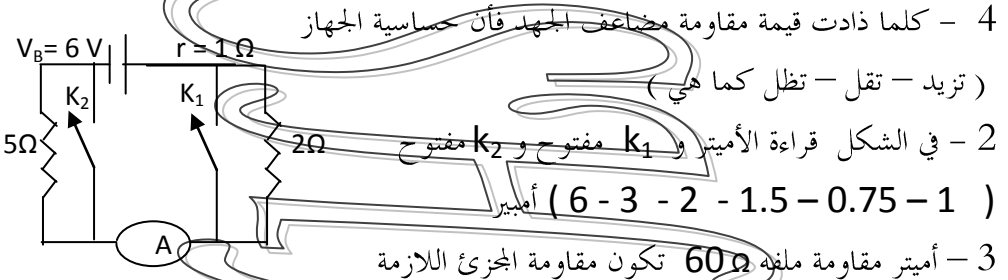 4 – كلما ذادت قيمة مقاومة مضاعف الجهد فأن حساسية الجهاز
( تزيد – تقل – تظل كما هي )
2 – في الشكل قراءة الأميتر و k₁ مفتوح و k₂ مفتوح
( 6 - 3 - 2 - 1.5 – 0.75 – 1 ) أمبير
3 – أميتر مقاومة ملفه 60 Ω تكون مقاومة المجزئ اللازمة
V_B= 6 V r = 1 Ω
K₂ K₁
5Ω 2Ω
A